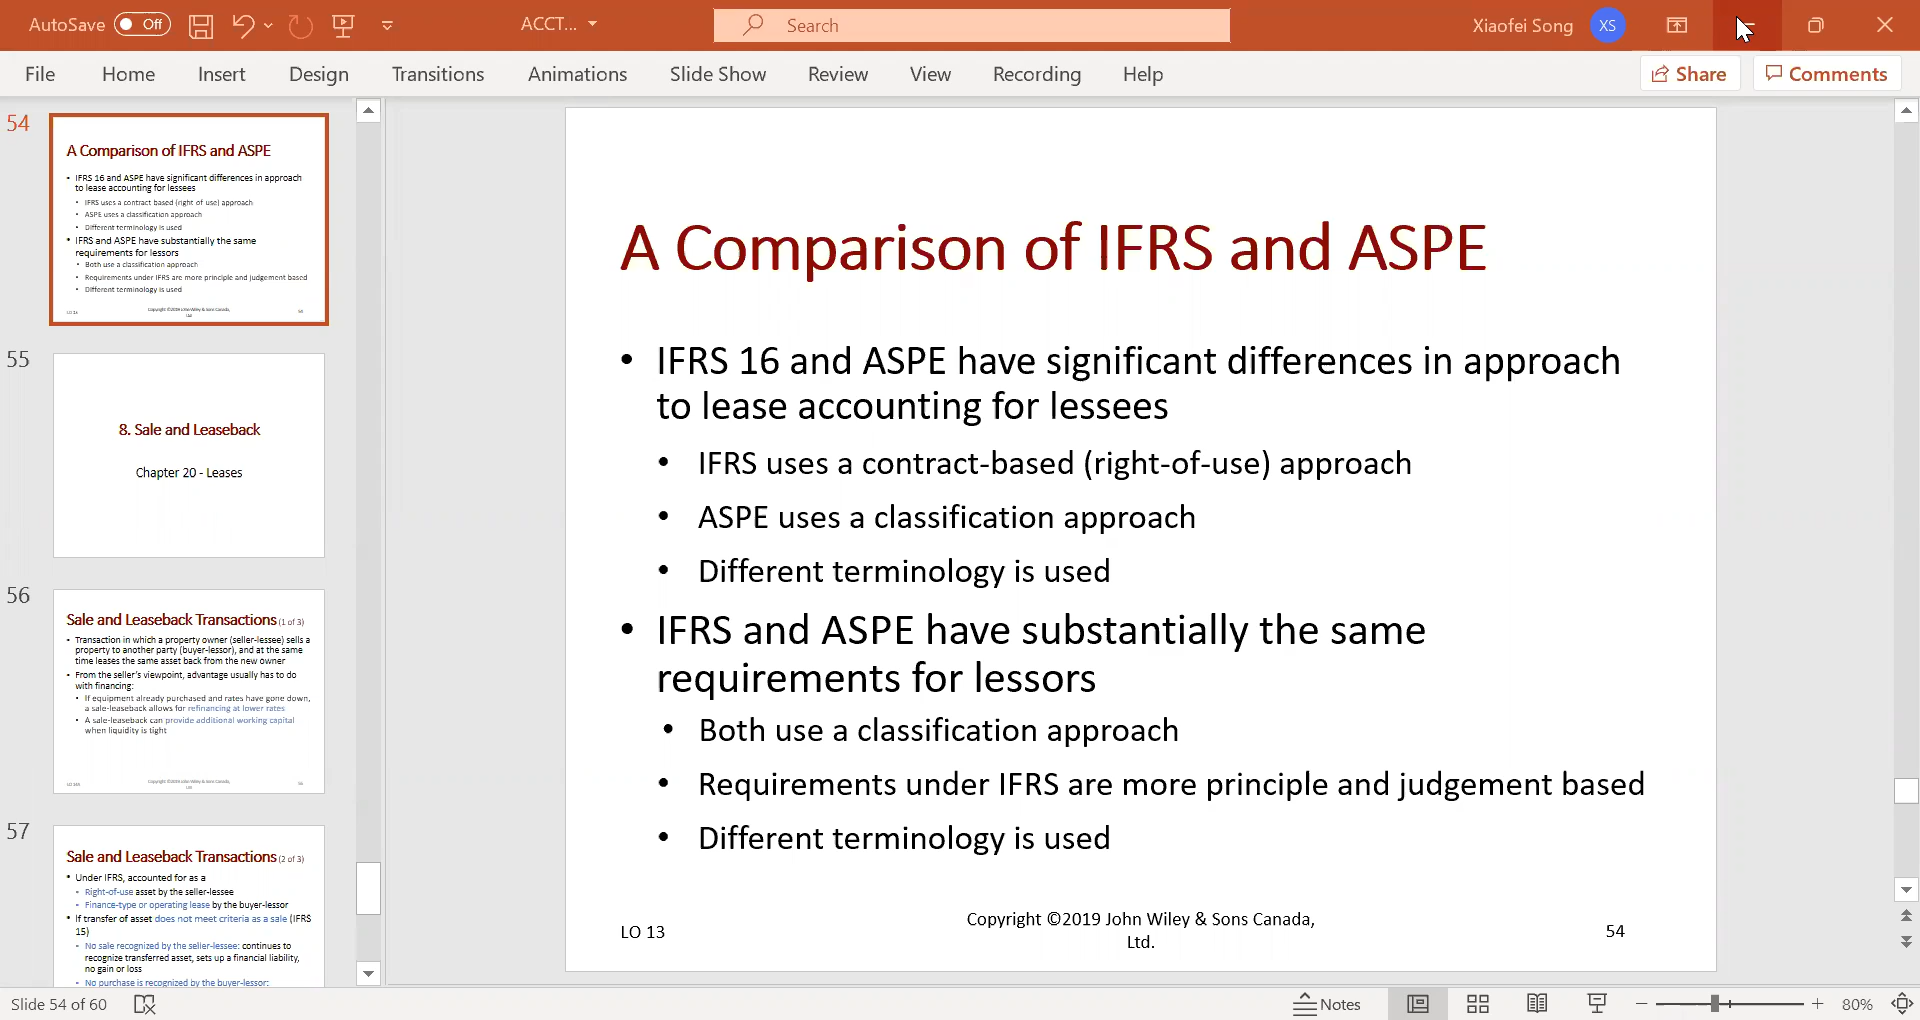 AutoSave Off ACCT... Search Xiaofei Song XS
File Home Insert Design Transitions Animations Slide Show Review View Recording Help Share Comments
54
A Comparison of IFRS and ASPE
• IFRS 16 and ASPE have significant differences in approach
to lease accounting for lessees
• IFRS uses a contract based (right of use) approach
• ASPE uses a classification approach
• Different terminology is used
• IFRS and ASPE have substantially the same
requirements for lessors
• Both use a classification approach
• Requirements under IFRS are more principle and judgement based
• Different terminology is used
LO 13 Copyright ©2019 John Wiley & Sons Canada,
Ltd. 54
55
8. Sale and Leaseback
Chapter 20 - Leases
56
Sale and Leaseback Transactions (1 of 3)
• Transaction in which a property owner (seller-lessee) sells a
property to another party (buyer-lessor), and at the same
time leases the same asset back from the new owner
• From the seller's viewpoint, advantage usually has to do
with financing:
• If equipment already purchased and rates have gone down,
a sale-leaseback allows for refinancing at lower rates
• A sale-leaseback can provide additional working capital
when liquidity is tight
Copyright ©2019 John Wiley & Sons Canada,
Ltd. 56
57
Sale and Leaseback Transactions (2 of 3)
• Under IFRS, accounted for as a
• Right-of-use asset by the seller-lessee
• Finance-type or operating lease by the buyer-lessor
• If transfer of asset does not meet criteria as a sale (IFRS
15)
• No sale recognized by the seller-lessee: continues to
recognize transferred asset, sets up a financial liability,
no gain or loss
• No purchase is recognized by the buyer-lessor:
A Comparison of IFRS and ASPE
• IFRS 16 and ASPE have significant differences in approach
to lease accounting for lessees
• IFRS uses a contract-based (right-of-use) approach
• ASPE uses a classification approach
• Different terminology is used
• IFRS and ASPE have substantially the same
requirements for lessors
• Both use a classification approach
• Requirements under IFRS are more principle and judgement based
• Different terminology is used
LO 13 Copyright ©2019 John Wiley & Sons Canada,
Ltd. 54
Slide 54 of 60 Notes 80%